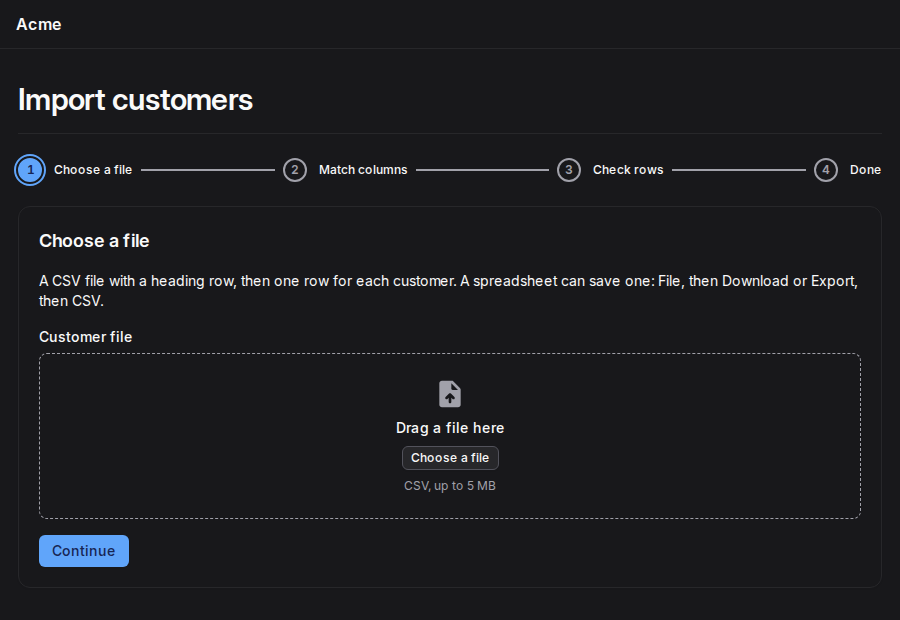 Acme
Import customers
1 Choose a file 2 Match columns 3 Check rows 4 Done
Choose a file
A CSV file with a heading row, then one row for each customer. A spreadsheet can save one: File, then Download or Export,
then CSV.
Customer file
Drag a file here
Choose a file
CSV, up to 5 MB
Continue